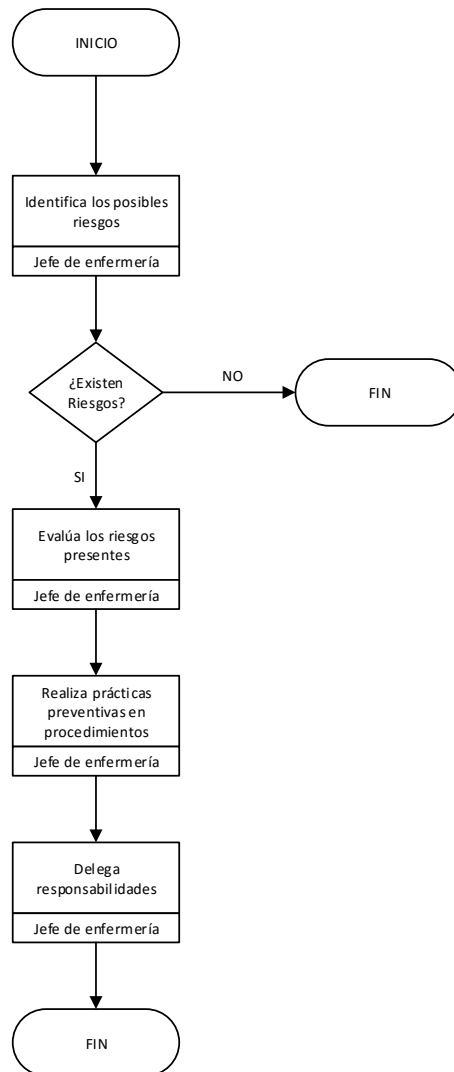 INICIO
Identifica los posibles
riesgos
Jefe de enfermería
¿Existen
Riesgos?
NO
FIN
SI
Evalúa los riesgos
presentes
Jefe de enfermería
Realiza prácticas
preventivas en
procedimientos
Jefe de enfermería
Delega
responsabilidades
Jefe de enfermería
FIN